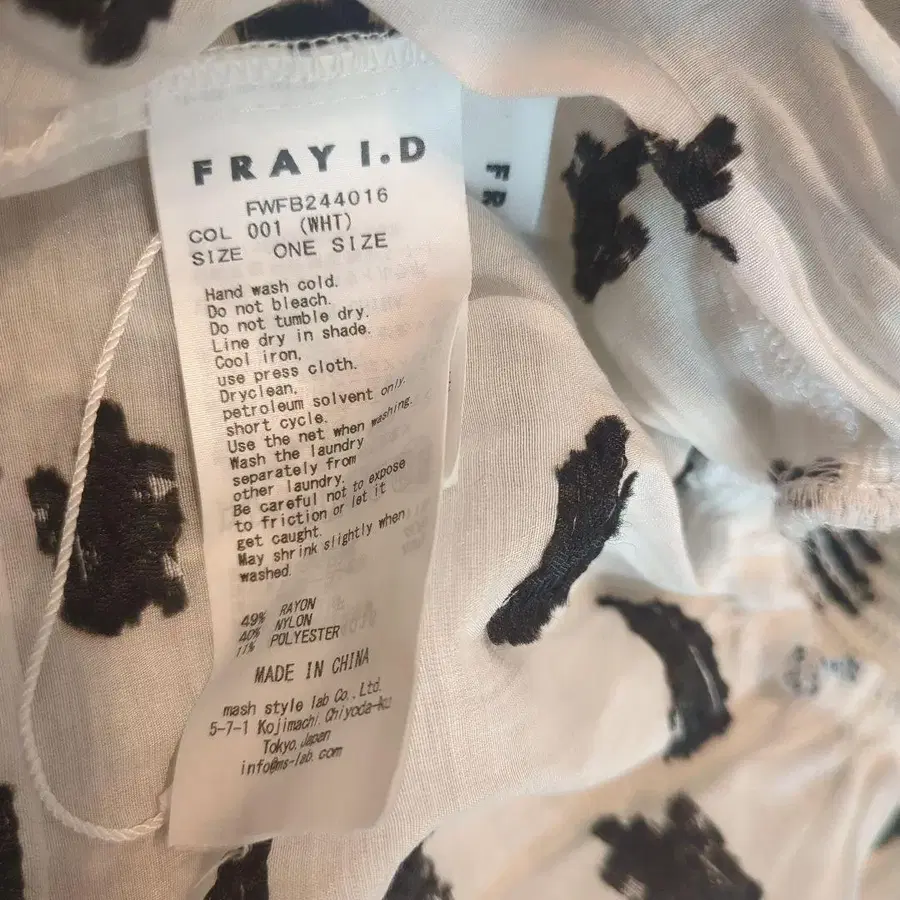 FRAY I.D
FWFB244016
COL 001 (WHT)
SIZE ONE SIZE
Hand wash cold.
Do not bleach.
Do not tumble dry.
Line dry in shade.
Cool iron,
use press cloth.
Dryclean,
petroleum solvent only,
short cycle.
Use the net when washing.
Wash the laundry
separately from
other laundry.
Be careful not to expose
to friction or let it
get caught.
May shrink slightly when
washed.
49% RAYON
40% NYLON
11% POLYESTER
MADE IN CHINA
mash style lab Co., Ltd.
5-7-1 Kojimachi, Chiyoda-ku
Tokyo, Japan
info@ms-lab.com
FR